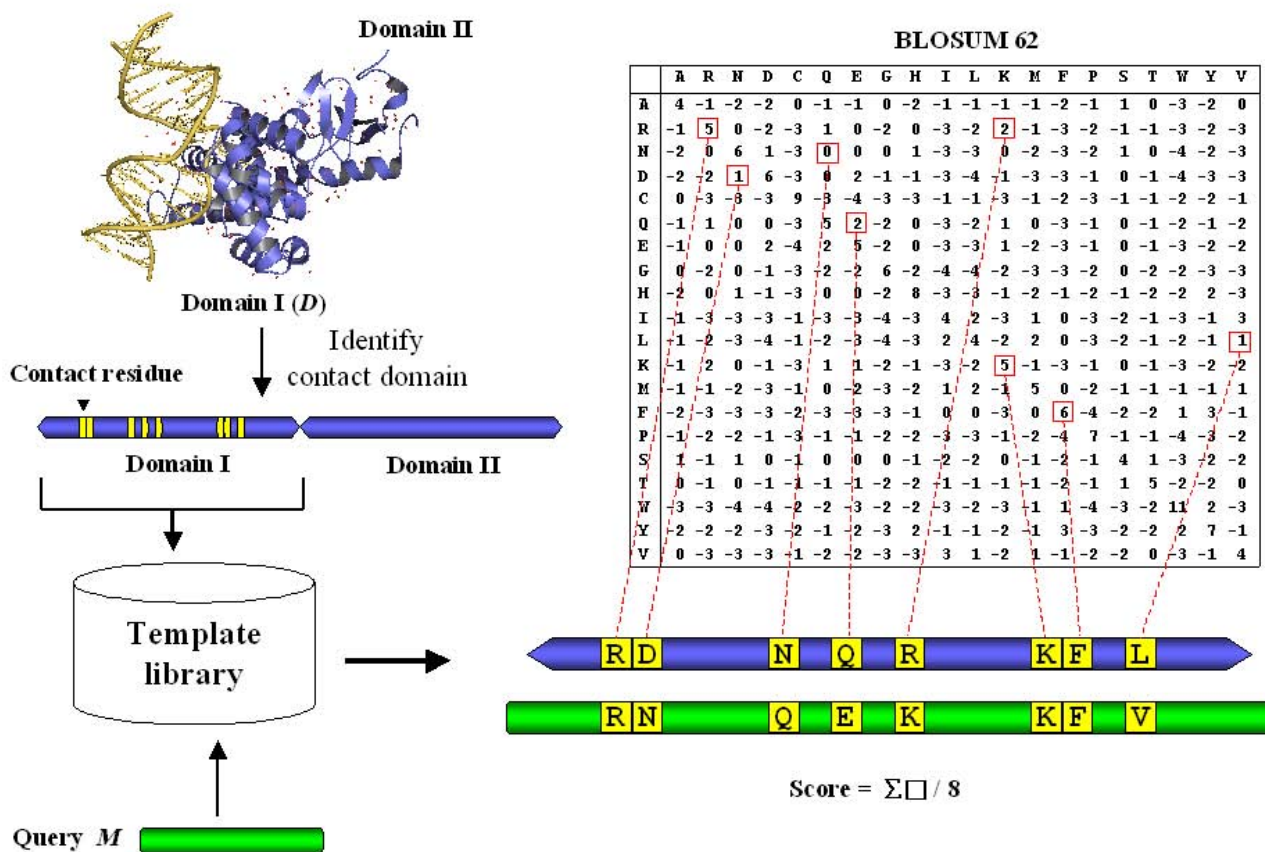 Domain II
Domain I (D)
Identify
contact domain
Contact residue
Domain I
Domain II
Template
library
Query M
BLOSUM 62
A R N D C Q E G H I L K M F P S T W Y V
A 4 -1 -2 -2 0 -1 -1 0 -2 -1 -1 -1 -1 -2 -1 1 0 -3 -2 0
R -1 5 0 -2 -3 1 0 -2 0 -3 -2 2 -1 -3 -2 -1 -1 -3 -2 -3
N -2 0 6 1 -3 0 0 0 1 -3 -3 0 -2 -3 -2 1 0 -4 -2 -3
D -2 -2 1 6 -3 0 2 -1 -1 -3 -4 -1 -3 -3 -1 0 -1 -4 -3 -3
C 0 -3 -3 -3 9 -3 -4 -3 -3 -1 -1 -3 -1 -2 -3 -1 -1 -2 -2 -1
Q -1 1 0 0 -3 5 2 -2 0 -3 -2 1 0 -3 -1 0 -1 -2 -1 -2
E -1 0 0 2 -4 2 5 -2 0 -3 -3 1 -2 -3 -1 0 -1 -3 -2 -2
G 0 -2 0 -1 -3 -2 -2 6 -2 -4 -4 -2 -3 -3 -2 0 -2 -2 -3 -3
H -2 0 1 -1 -3 0 0 -2 8 -3 -3 -1 -2 -1 -2 -1 -2 -2 2 -3
I -1 -3 -3 -3 -1 -3 -3 -4 -3 4 2 -3 1 0 -3 -2 -1 -3 -1 3
L -1 -2 -3 -4 -1 -2 -3 -4 -3 2 4 -2 2 0 -3 -2 -1 -2 -1 1
K -1 2 0 -1 -3 1 1 -2 -1 -3 -2 5 -1 -3 -1 0 -1 -3 -2 -2
M -1 -1 -2 -3 -1 0 -2 -3 -2 1 2 -1 5 0 -2 -1 -1 -1 -1 1
F -2 -3 -3 -3 -2 -3 -3 -3 -1 0 0 -3 0 6 -4 -2 -2 1 3 -1
P -1 -2 -2 -1 -3 -1 -1 -2 -2 -3 -3 -1 -2 -4 7 -1 -1 -4 -3 -2
S 1 -1 1 0 -1 0 0 0 -1 -2 -2 0 -1 -2 -1 4 1 -3 -2 -2
T 0 -1 0 -1 -1 -1 -1 -2 -2 -1 -1 -1 -1 -2 -1 1 5 -2 -2 0
W -3 -3 -4 -4 -2 -2 -3 -2 -2 -3 -2 -3 -1 1 -4 -3 -2 11 2 -3
Y -2 -2 -2 -3 -2 -1 -2 -3 2 -1 -1 -2 -1 3 -3 -2 -2 2 7 -1
V 0 -3 -3 -3 -1 -2 -2 -3 -3 3 1 -2 1 -1 -2 -2 0 -3 -1 4
R D N Q R K F L
R N Q E K K F V
Score = Σ□ / 8